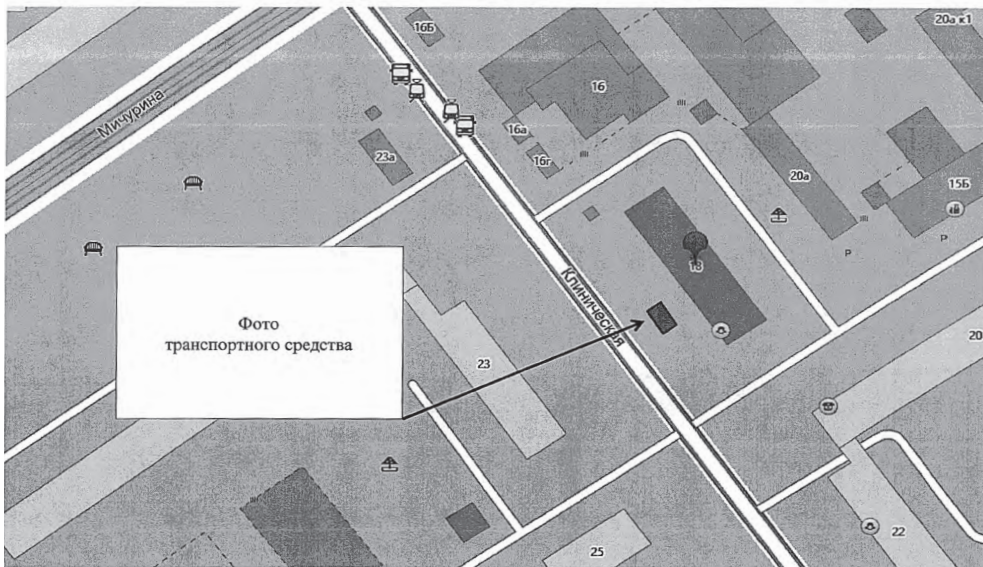 16Б
20а к1
16
Мичурина
16а
23а
16г
20а
15Б
P
P
18
Клиническая
Фото
транспортного средства
23
20
22
25